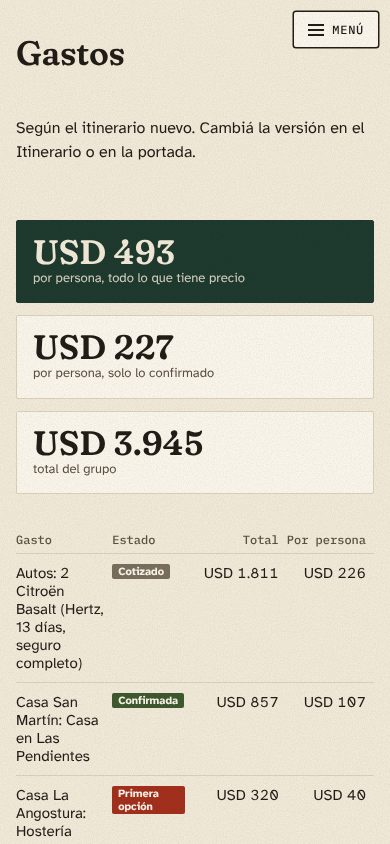 MENÚ
Gastos
Según el itinerario nuevo. Cambiá la versión en el
Itinerario o en la portada.
USD 493
por persona, todo lo que tiene precio
USD 227
por persona, solo lo confirmado
USD 3.945
total del grupo
Gasto Estado Total Por persona
Autos: 2 Cotizado USD 1.811 USD 226
Citroën
Basalt (Hertz,
13 días,
seguro
completo)
Casa San Confirmada USD 857 USD 107
Martín: Casa
en Las
Pendientes
Casa La Primera USD 320 USD 40
opción
Angostura:
Hostería